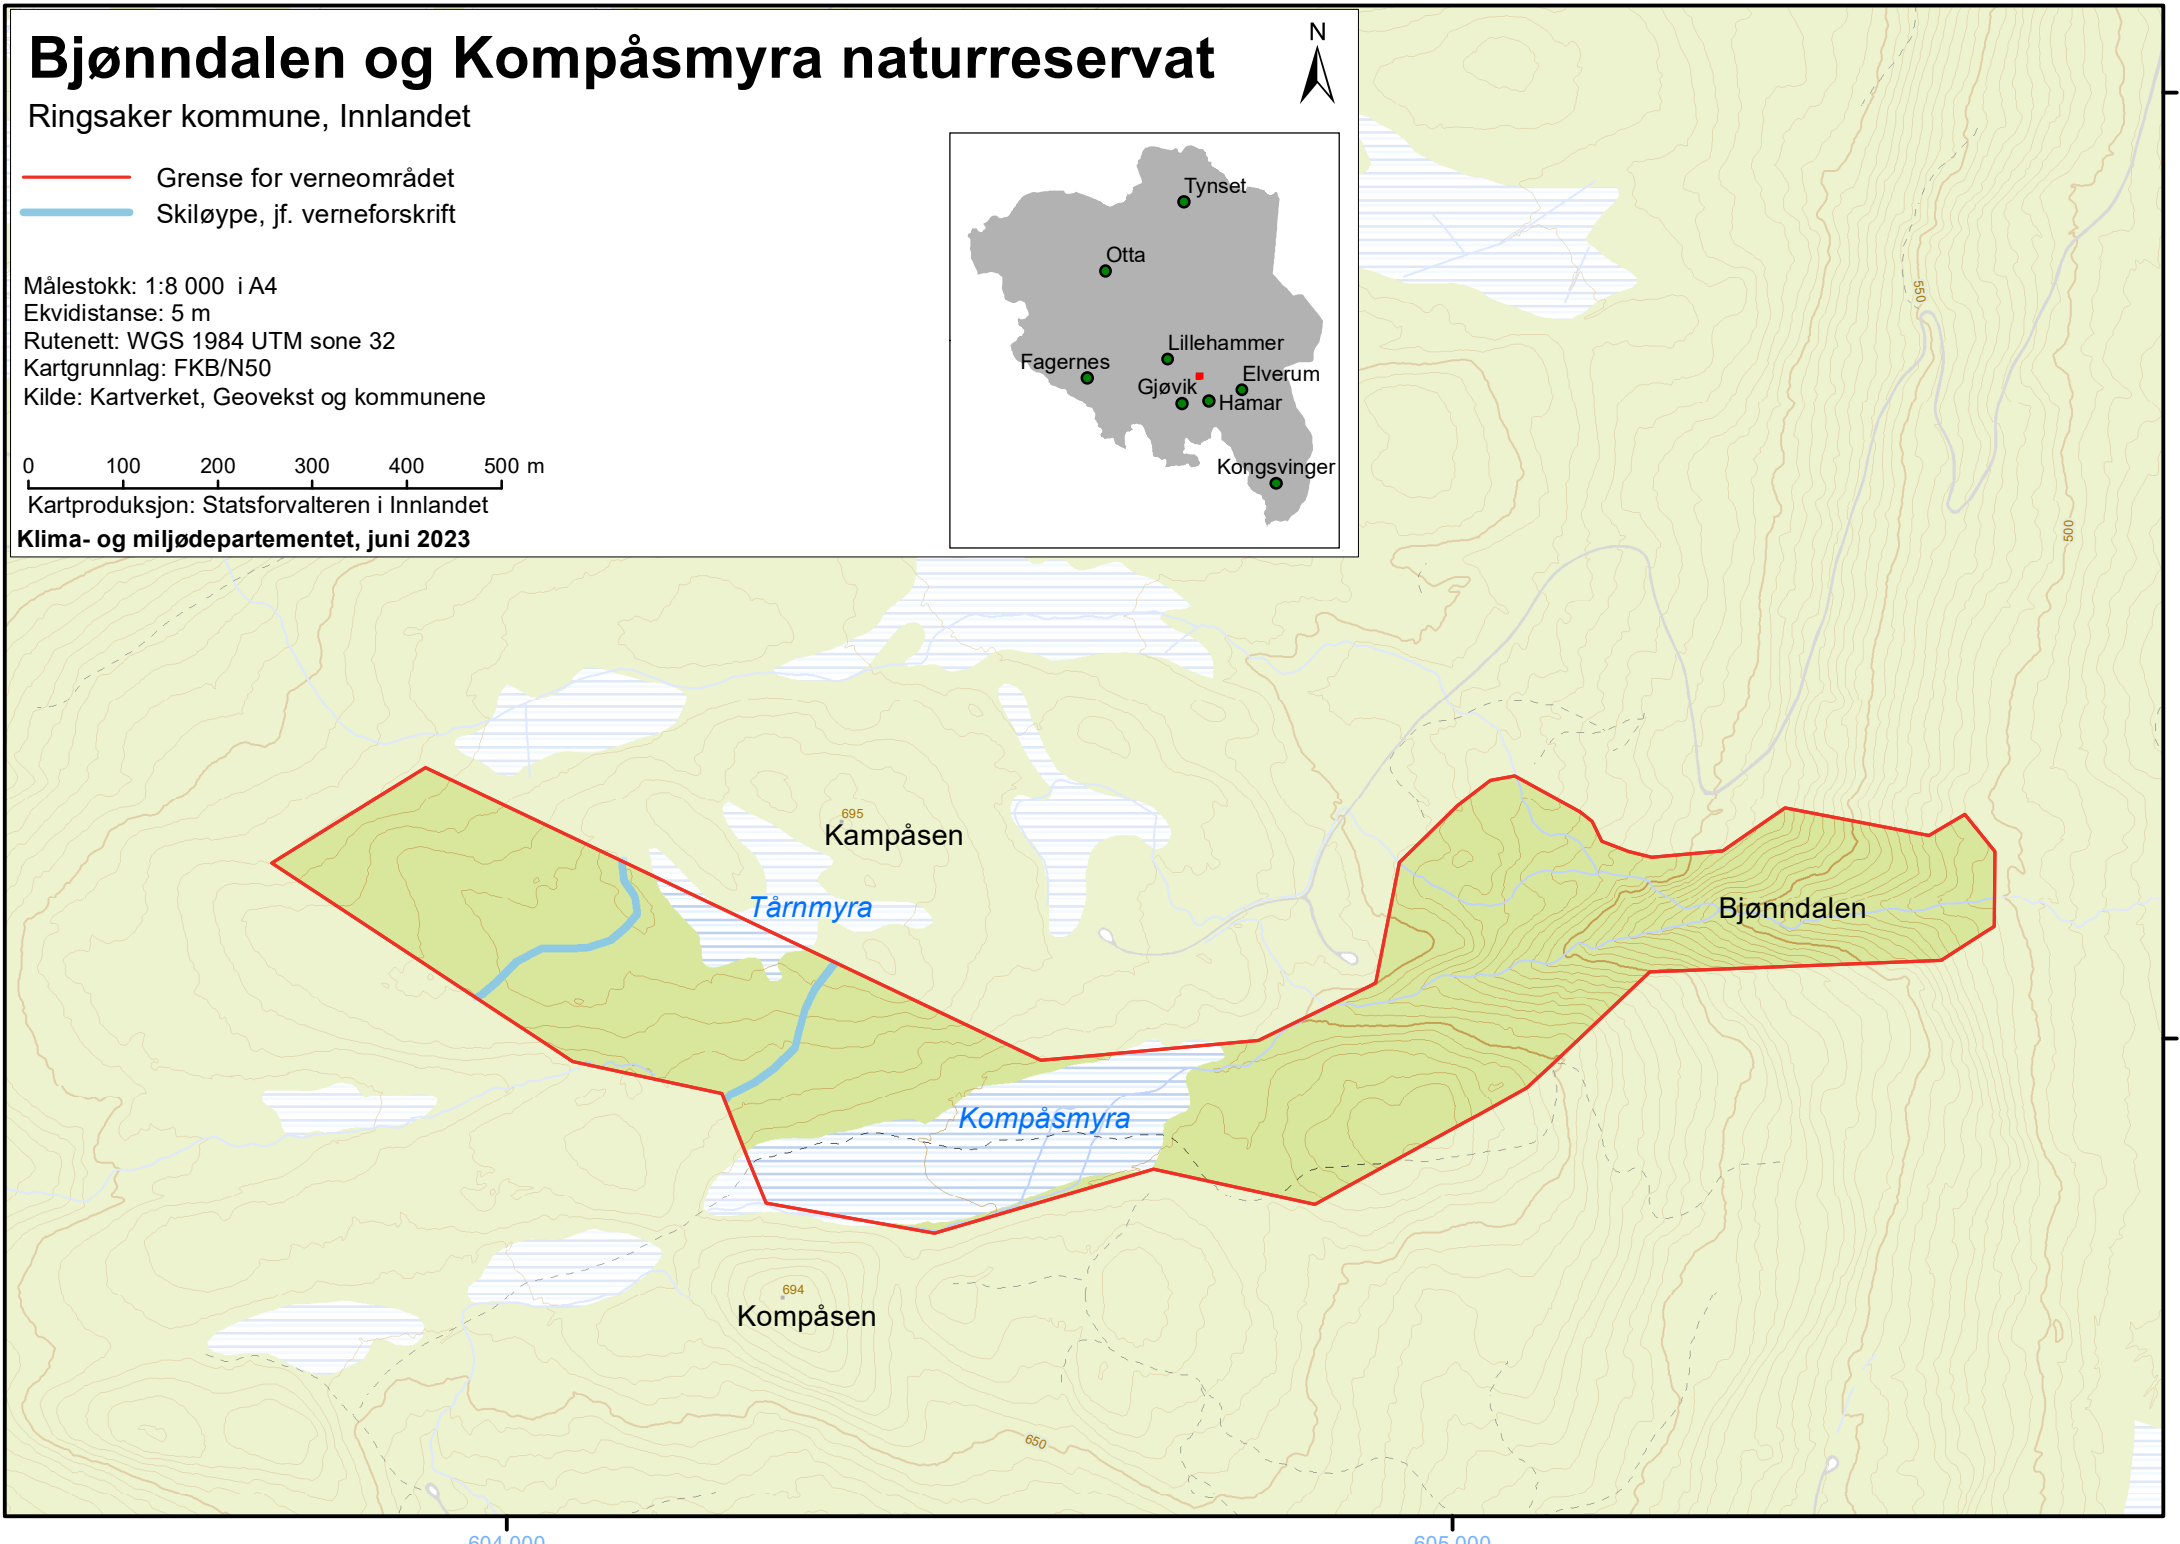 Bjønndalen og Kompåsmyra naturreservat
N
Ringsaker kommune, Innlandet
Grense for verneområdet
Skiløype, jf. verneforskrift
Målestokk: 1:8 000 i A4
Ekvidistanse: 5 m
Rutenett: WGS 1984 UTM sone 32
Kartgrunnlag: FKB/N50
Kilde: Kartverket, Geovekst og kommunene
0 100 200 300 400 500 m
Kartproduksjon: Statsforvalteren i Innlandet
Klima- og miljødepartementet, juni 2023
Tynset
Otta
Lillehammer
Fagernes
Elverum
Gjøvik
Hamar
Kongsvinger
550
500
695
Kampåsen
Tårnmyra
Bjønndalen
Kompåsmyra
694
Kompåsen
650
604 000
605 000